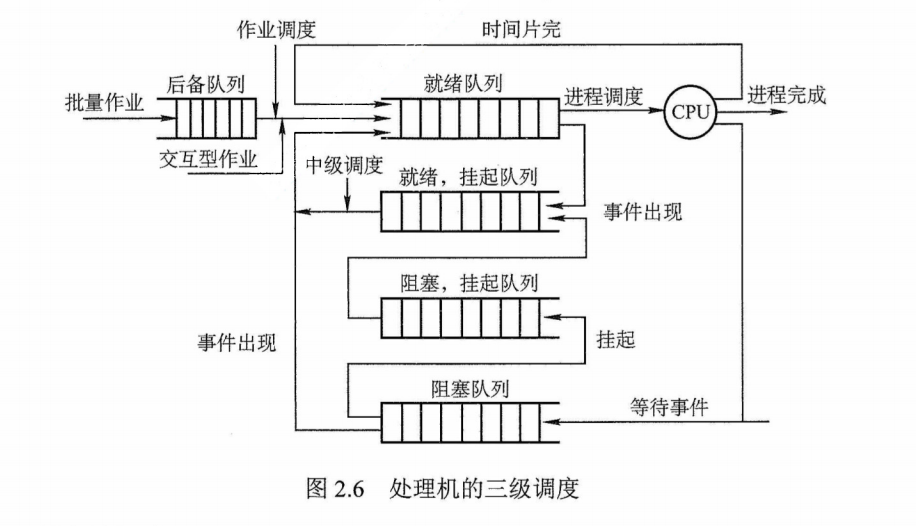 作业调度
时间片完
后备队列
就绪队列
批量作业
进程调度
CPU
进程完成
交互型作业
中级调度
就绪，挂起队列
事件出现
阻塞，挂起队列
事件出现
挂起
阻塞队列
等待事件
图 2.6 处理机的三级调度